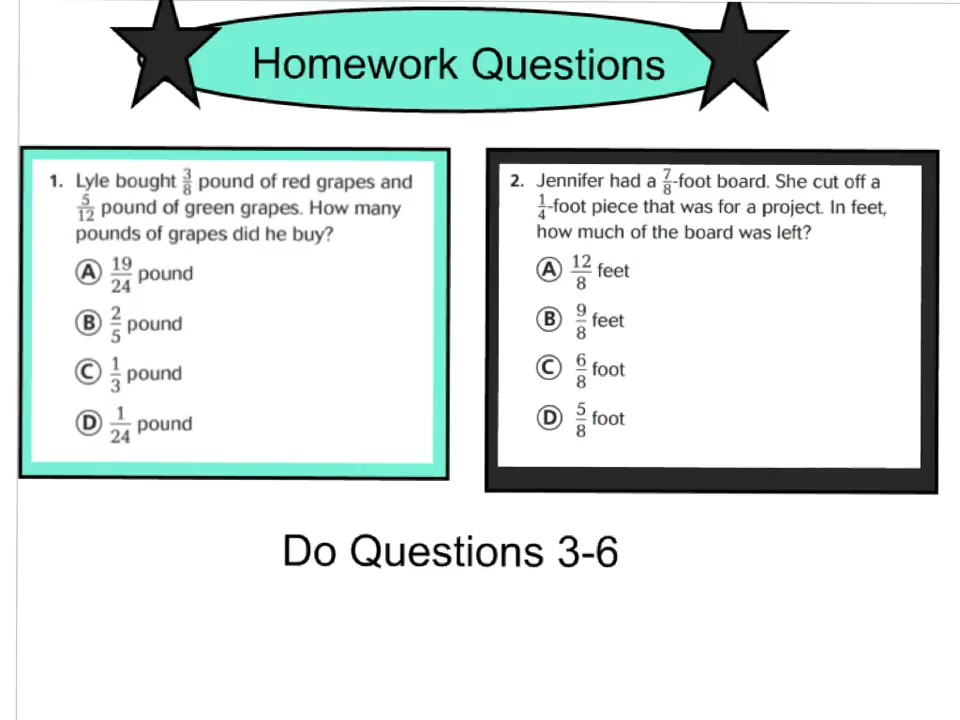 Homework Questions
1. Lyle bought 3/8 pound of red grapes and
5/12 pound of green grapes. How many
pounds of grapes did he buy?
A 19/24 pound
B 2/5 pound
C 1/3 pound
D 1/24 pound
2. Jennifer had a 7/8-foot board. She cut off a
1/4-foot piece that was for a project. In feet,
how much of the board was left?
A 12/8 feet
B 9/8 feet
C 6/8 foot
D 5/8 foot
Do Questions 3-6